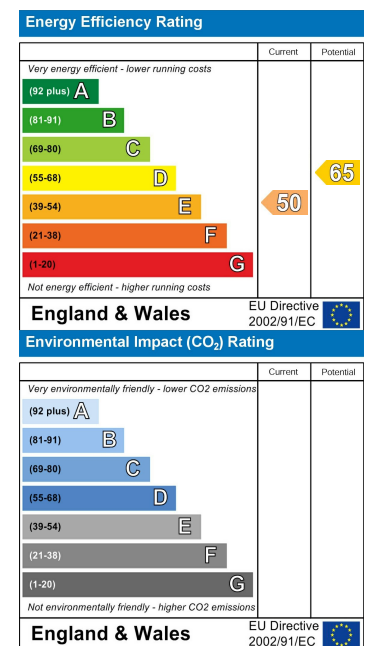 Energy Efficiency Rating
Current Potential
Very energy efficient - lower running costs
(92 plus) A
(81-91) B
(69-80) C
(55-68) D
(39-54) E
(21-38) F
(1-20) G
50
65
Not energy efficient - higher running costs
England & Wales
EU Directive
2002/91/EC
Environmental Impact (CO₂) Rating
Current Potential
Very environmentally friendly - lower CO2 emissions
(92 plus) A
(81-91) B
(69-80) C
(55-68) D
(39-54) E
(21-38) F
(1-20) G
Not environmentally friendly - higher CO2 emissions
England & Wales
EU Directive
2002/91/EC